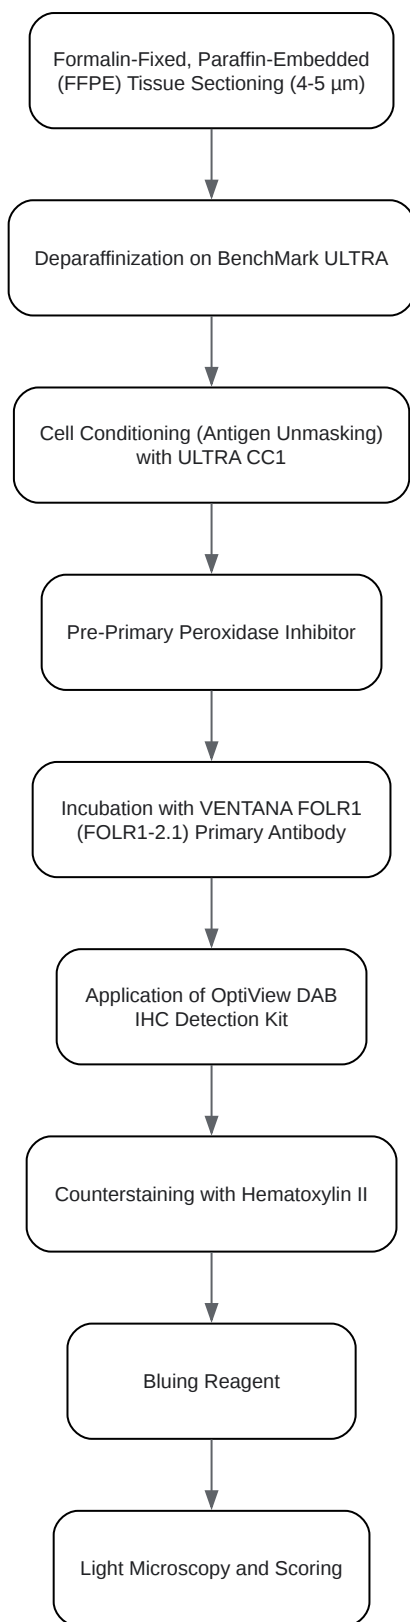 Formalin-Fixed, Paraffin-Embedded
(FFPE) Tissue Sectioning (4-5 µm)
Deparaffinization on BenchMark ULTRA
Cell Conditioning (Antigen Unmasking)
with ULTRA CC1
Pre-Primary Peroxidase Inhibitor
Incubation with VENTANA FOLR1
(FOLR1-2.1) Primary Antibody
Application of OptiView DAB
IHC Detection Kit
Counterstaining with Hematoxylin II
Bluing Reagent
Light Microscopy and Scoring